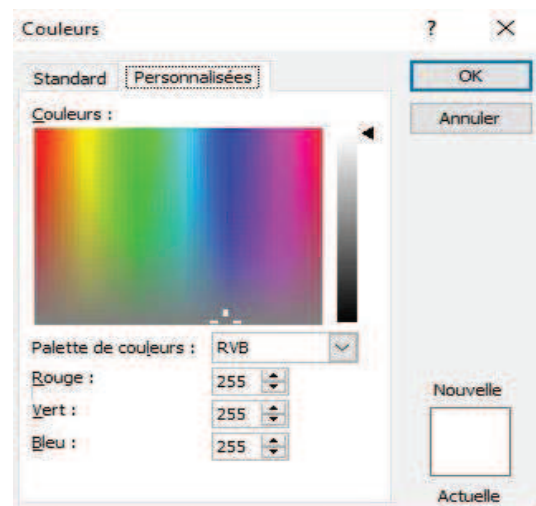 Couleurs ? ×
Standard Personnalisées OK
Couleurs : Annuler
Palette de couleurs : RVB
Rouge : 255
Vert : 255
Bleu : 255
Nouvelle
Actuelle